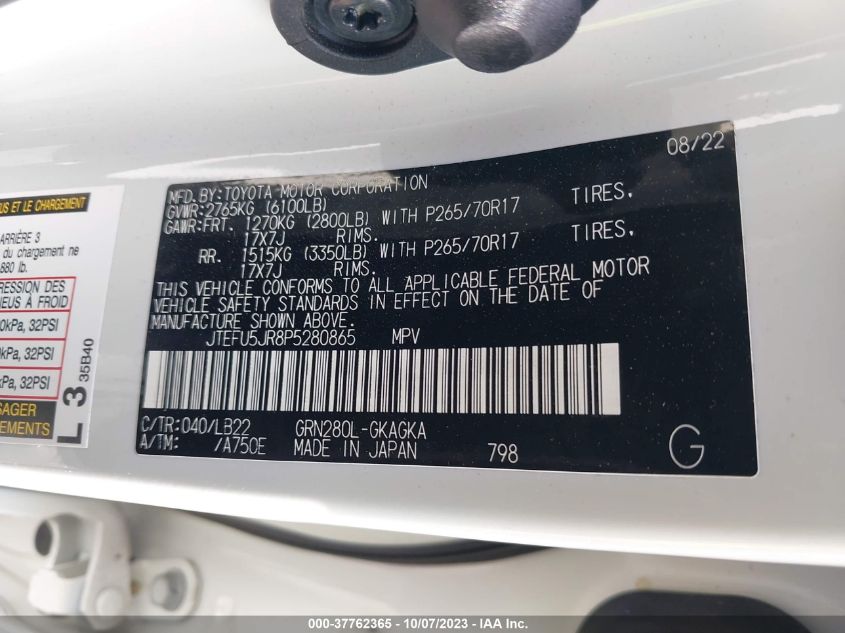 US ET LE CHARGEMENT
ARRIÈRE 3
du chargement ne
880 lb.
RESSION DES
NEUS À FROID
0kPa, 32PSI
kPa, 32PSI
kPa, 32PSI
SAGER
EMENTS
L 3 35B40
08/22
MFD. BY: TOYOTA MOTOR CORPORATION
GVWR: 2765KG (6100LB)
GAWR: FRT. 1270KG (2800LB) WITH P265/70R17 TIRES.
17X7J RIMS.
RR. 1515KG (3350LB) WITH P265/70R17 TIRES.
17X7J RIMS.
THIS VEHICLE CONFORMS TO ALL APPLICABLE FEDERAL MOTOR
VEHICLE SAFETY STANDARDS IN EFFECT ON THE DATE OF
MANUFACTURE SHOWN ABOVE.
JTEFU5JR8P5280865 MPV
C/TR: 040/LB22 GRN280L-GKAGKA
A/TM: /A750E MADE IN JAPAN 798
G
000-37762365 - 10/07/2023 - IAA Inc.